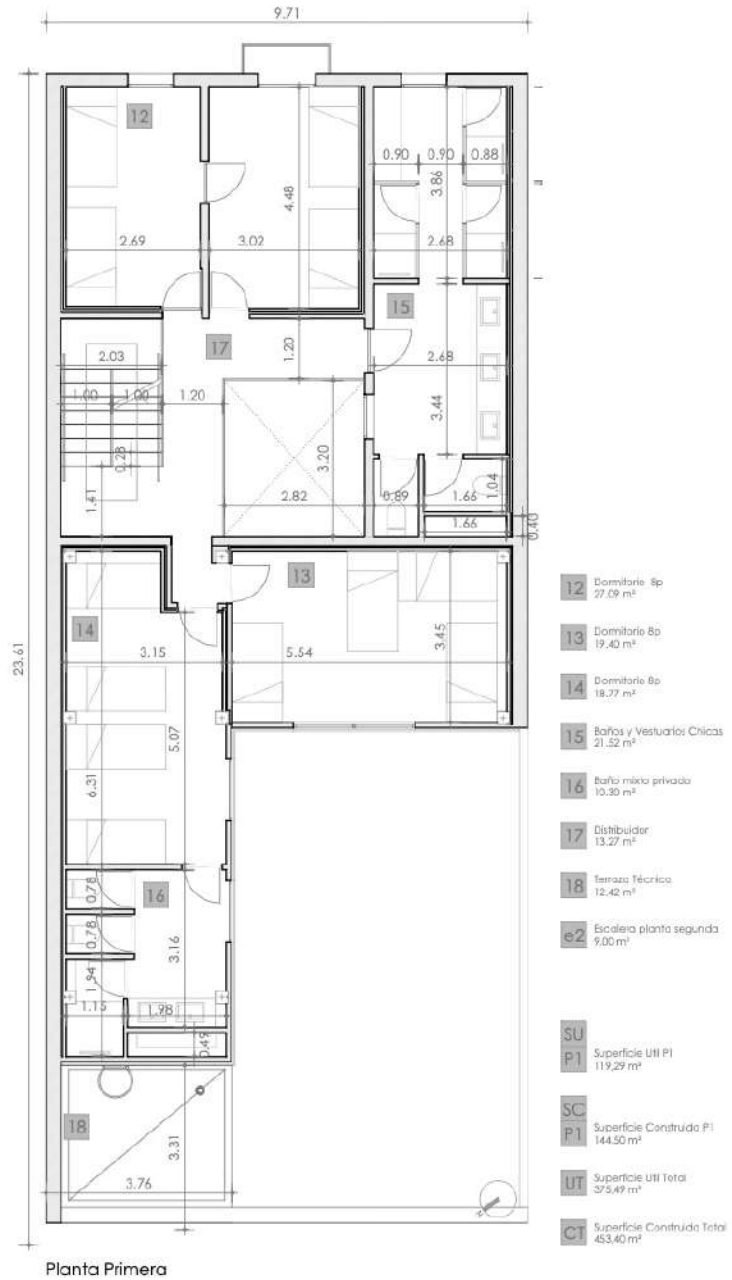 9.71
12
0.90
0.90
0.88
3.86
4.48
2.69
3.02
2.68
15
17
1.20
2.03
2.68
1.00
1.00
1.20
3.44
0.28
3.20
1.41
2.82
0.89
1.66
1.04
1.66
0.40
13
14
3.15
5.54
3.45
23.61
5.07
6.31
0.78
16
0.78
3.16
1.94
1.15
1.98
0.49
18
3.31
3.76
N
12 Dormitorio 8p
27.09 m²
13 Dormitorio 8p
19.40 m²
14 Dormitorio 8p
18.77 m²
15 Baños y Vestuarios Chicas
21.52 m²
16 Baño mixto privado
10.30 m²
17 Distribuidor
13.27 m²
18 Terraza Técnica
12.42 m²
e2 Escalera planta segunda
9.00 m²
SU
P1 Superficie Util P1
119,29 m²
SC
P1 Superficie Construida P1
144.50 m²
UT Superficie Util Total
375,49 m²
CT Superficie Construida Total
453,40 m²
Planta Primera